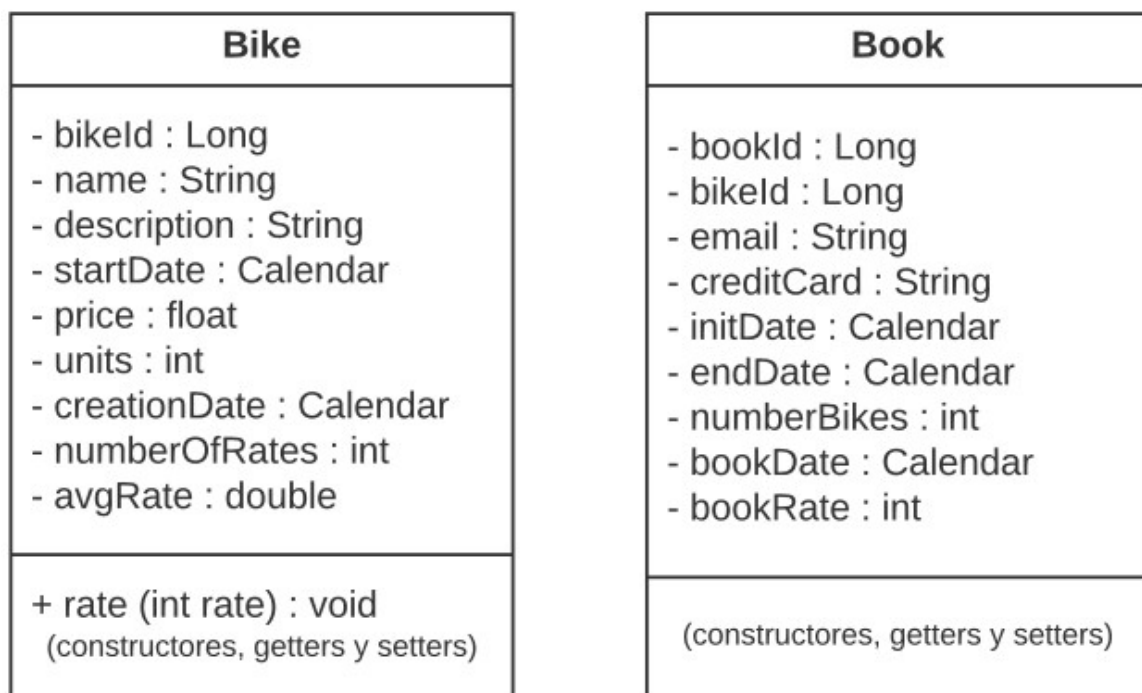 Bike
- bikeId : Long
- name : String
- description : String
- startDate : Calendar
- price : float
- units : int
- creationDate : Calendar
- numberOfRates : int
- avgRate : double
+ rate (int rate) : void
(constructores, getters y setters)
Book
- bookId : Long
- bikeId : Long
- email : String
- creditCard : String
- initDate : Calendar
- endDate : Calendar
- numberBikes : int
- bookDate : Calendar
- bookRate : int
(constructores, getters y setters)